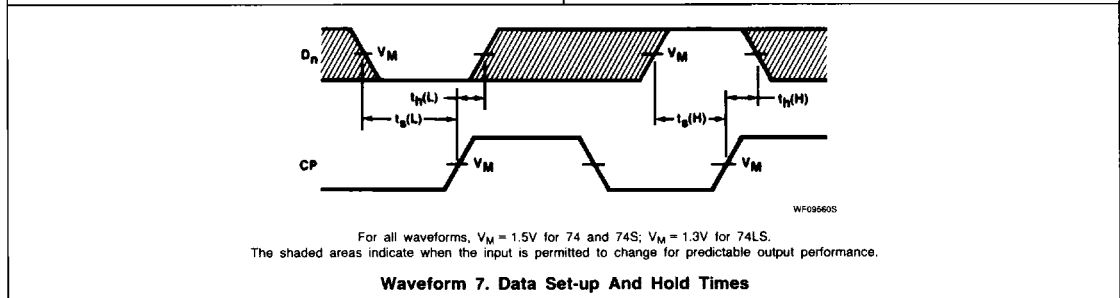 Dn
VM
VM
th(L)
th(H)
ts(L)
ts(H)
CP
VM
VM
WF09560S
For all waveforms, VM = 1.5V for 74 and 74S; VM = 1.3V for 74LS.
The shaded areas indicate when the input is permitted to change for predictable output performance.
Waveform 7. Data Set-up And Hold Times